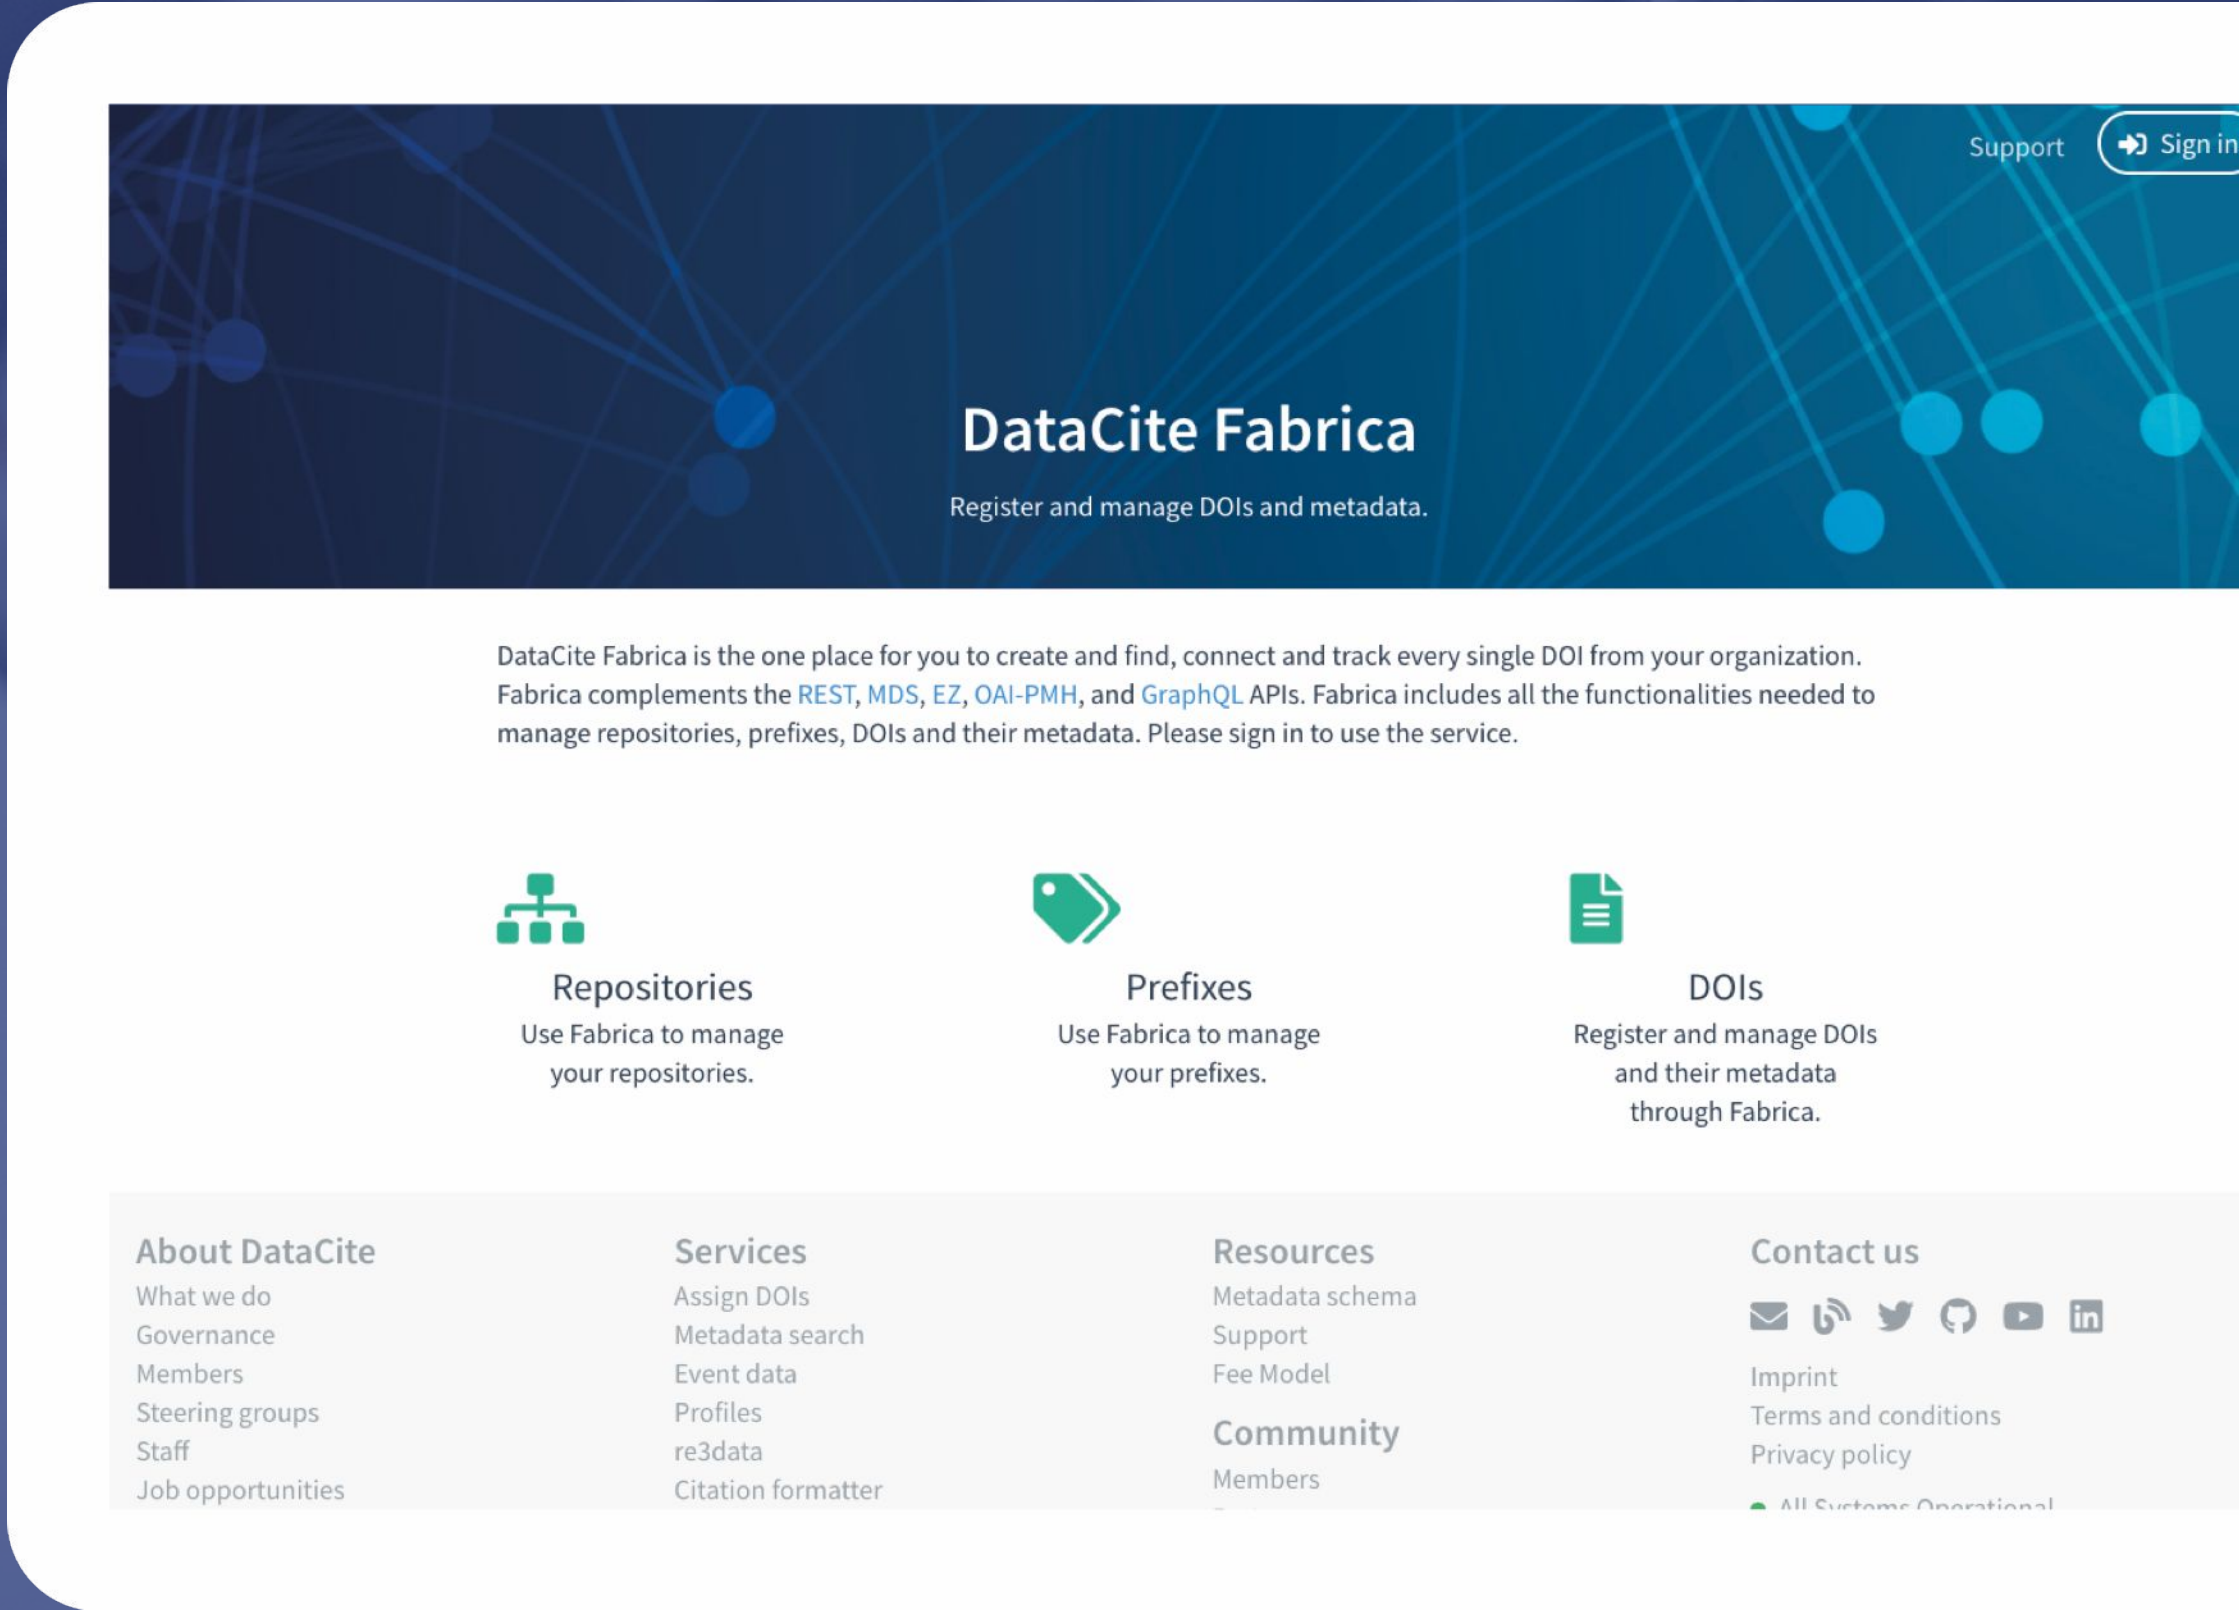 Support
Sign in
DataCite Fabrica
Register and manage DOIs and metadata.
DataCite Fabrica is the one place for you to create and find, connect and track every single DOI from your organization.
Fabrica complements the REST, MDS, EZ, OAI-PMH, and GraphQL APIs. Fabrica includes all the functionalities needed to
manage repositories, prefixes, DOIs and their metadata. Please sign in to use the service.
Repositories
Use Fabrica to manage
your repositories.
Prefixes
Use Fabrica to manage
your prefixes.
DOIs
Register and manage DOIs
and their metadata
through Fabrica.
About DataCite
What we do
Governance
Members
Steering groups
Staff
Job opportunities
Services
Assign DOIs
Metadata search
Event data
Profiles
re3data
Citation formatter
Resources
Metadata schema
Support
Fee Model
Community
Members
Contact us
Imprint
Terms and conditions
Privacy policy
All Systems Operational